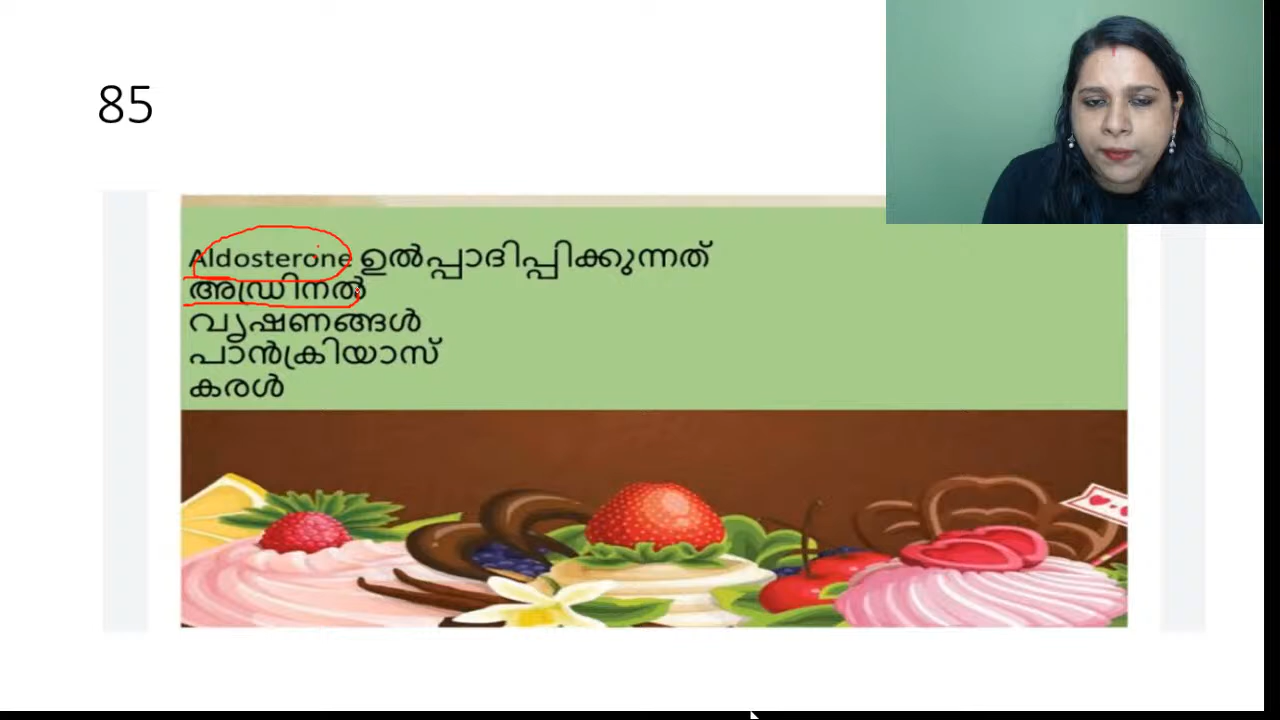 85
Aldosterone ഉൽപ്പാദിപ്പിക്കുന്നത്
അഡ്രിനൽ
വൃഷണങ്ങൾ
പാൻക്രിയാസ്
കരൾ